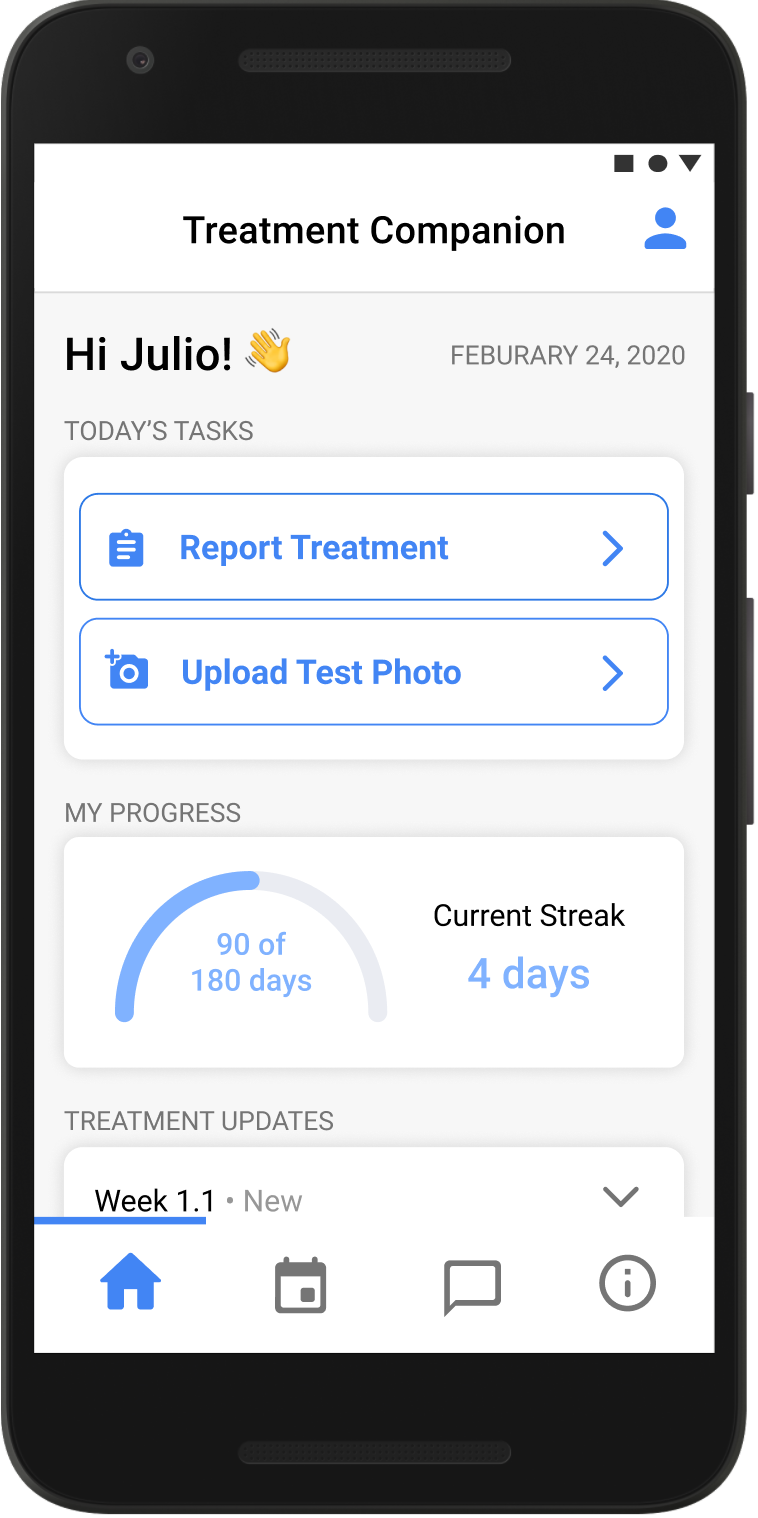 Treatment Companion
Hi Julio! 👋
FEBURARY 24, 2020
TODAY’S TASKS
Report Treatment
Upload Test Photo
MY PROGRESS
90 of
180 days
Current Streak
4 days
TREATMENT UPDATES
Week 1.1 • New